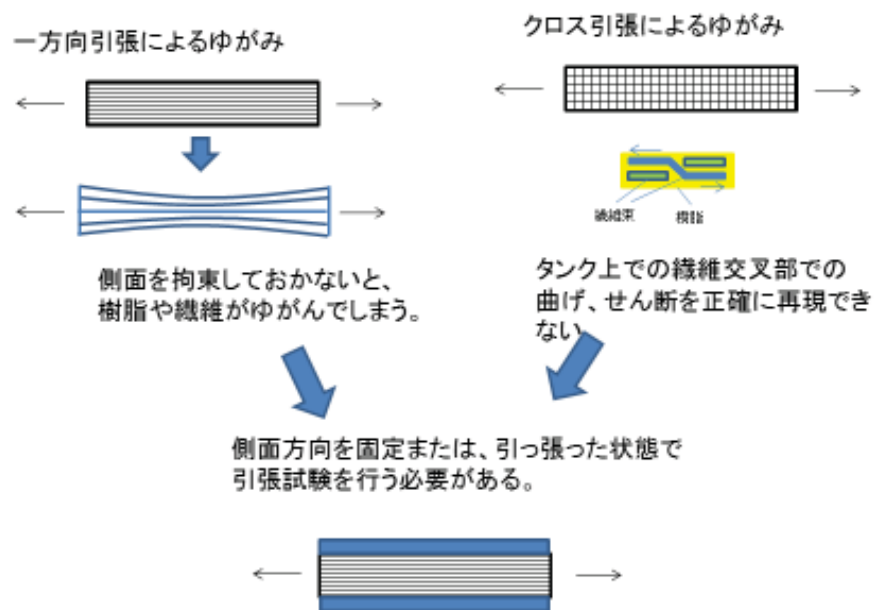 一方向引張によるゆがみ
クロス引張によるゆがみ
繊維束
樹脂
側面を拘束しておかないと、
樹脂や繊維がゆがんでしまう。
タンク上での繊維交叉部での
曲げ、せん断を正確に再現でき
ない
側面方向を固定または、引っ張った状態で
引張試験を行う必要がある。